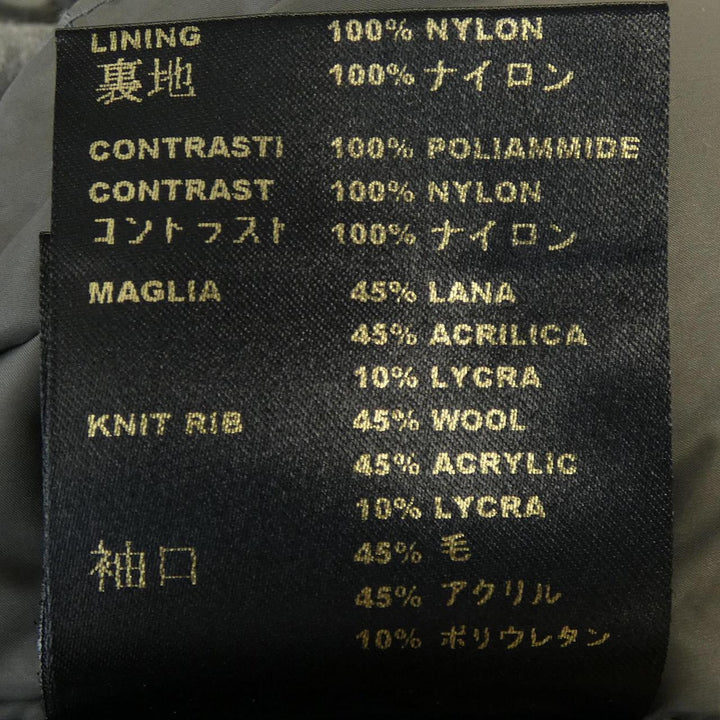 LINING 100% NYLON
裏地 100% ナイロン
CONTRASTI 100% POLIAMMIDE
CONTRAST 100% NYLON
コントラスト 100% ナイロン
MAGLIA 45% LANA
45% ACRILICA
10% LYCRA
KNIT RIB 45% WOOL
45% ACRYLIC
10% LYCRA
袖口 45% 毛
45% アクリル
10% ポリウレタン